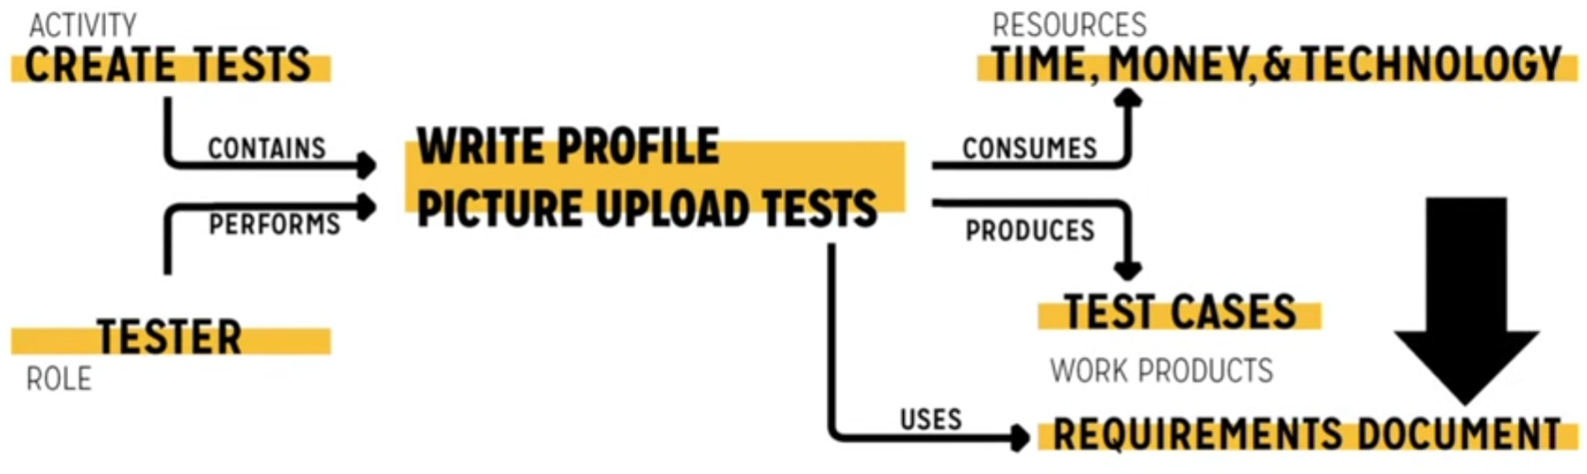 ACTIVITY
CREATE TESTS
CONTAINS
PERFORMS
TESTER
ROLE
WRITE PROFILE
PICTURE UPLOAD TESTS
RESOURCES
TIME, MONEY, & TECHNOLOGY
CONSUMES
PRODUCES
TEST CASES
WORK PRODUCTS
USES
REQUIREMENTS DOCUMENT